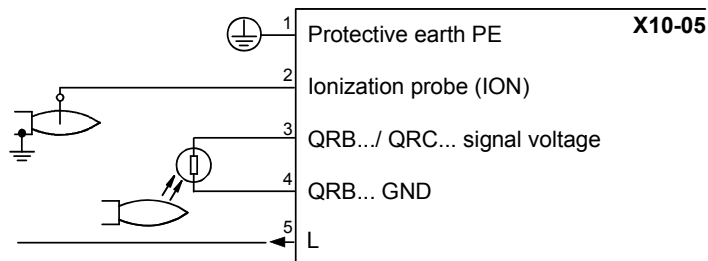 X10-05
1 Protective earth PE
2 Ionization probe (ION)
3 QRB.../ QRC... signal voltage
4 QRB... GND
5 L